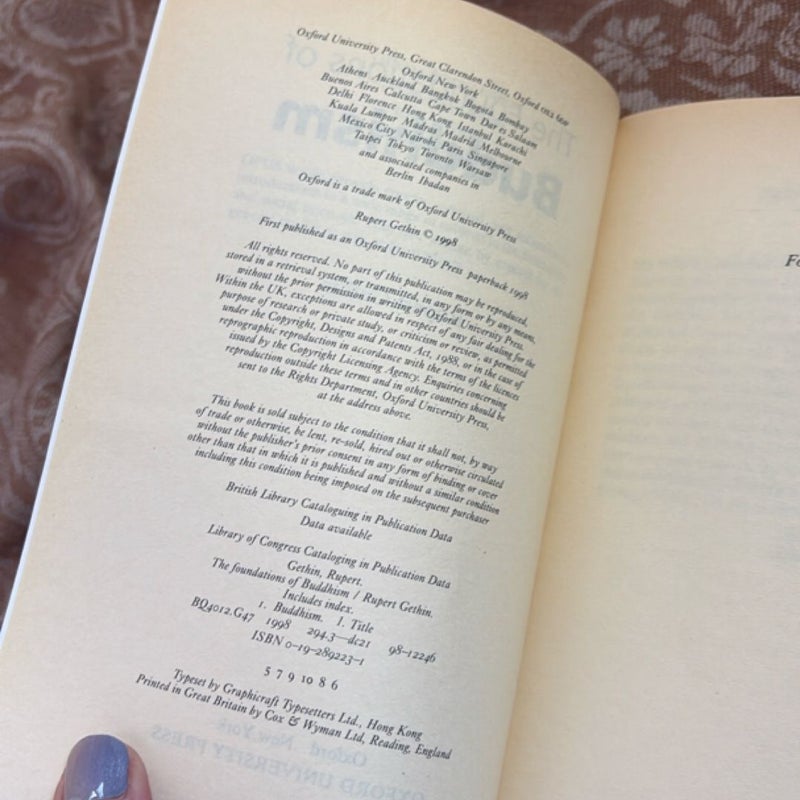 Oxford University Press, Great Clarendon Street, Oxford OX2 6DP
Oxford New York
Athens Auckland Bangkok Bogota Bombay
Buenos Aires Calcutta Cape Town Dar es Salaam
Delhi Florence Hong Kong Istanbul Karachi
Kuala Lumpur Madras Madrid Melbourne
Mexico City Nairobi Paris Singapore
Taipei Tokyo Toronto Warsaw
and associated companies in
Berlin Ibadan
Oxford is a trade mark of Oxford University Press
Rupert Gethin © 1998
First published as an Oxford University Press paperback 1998
All rights reserved. No part of this publication may be reproduced,
stored in a retrieval system, or transmitted, in any form or by any means,
without the prior permission in writing of Oxford University Press.
Within the UK, exceptions are allowed in respect of any fair dealing for the
purpose of research or private study, or criticism or review, as permitted
under the Copyright, Designs and Patents Act, 1988, or in the case of
reprographic reproduction in accordance with the terms of the licences
issued by the Copyright Licensing Agency. Enquiries concerning
reproduction outside these terms and in other countries should be
sent to the Rights Department, Oxford University Press,
at the address above.
This book is sold subject to the condition that it shall not, by way
of trade or otherwise, be lent, re-sold, hired out or otherwise circulated
without the publisher's prior consent in any form of binding or cover
other than that in which it is published and without a similar condition
including this condition being imposed on the subsequent purchaser
British Library Cataloguing in Publication Data
Data available
Library of Congress Cataloging in Publication Data
Gethin, Rupert.
The foundations of Buddhism / Rupert Gethin.
Includes index.
1. Buddhism. I. Title
BQ4012.G47 1998 294.3—dc21 98-12246
ISBN 0-19-289223-1
5 7 9 10 8 6
Typeset by Graphicraft Typesetters Ltd., Hong Kong
Printed in Great Britain by Cox & Wyman Ltd, Reading, England